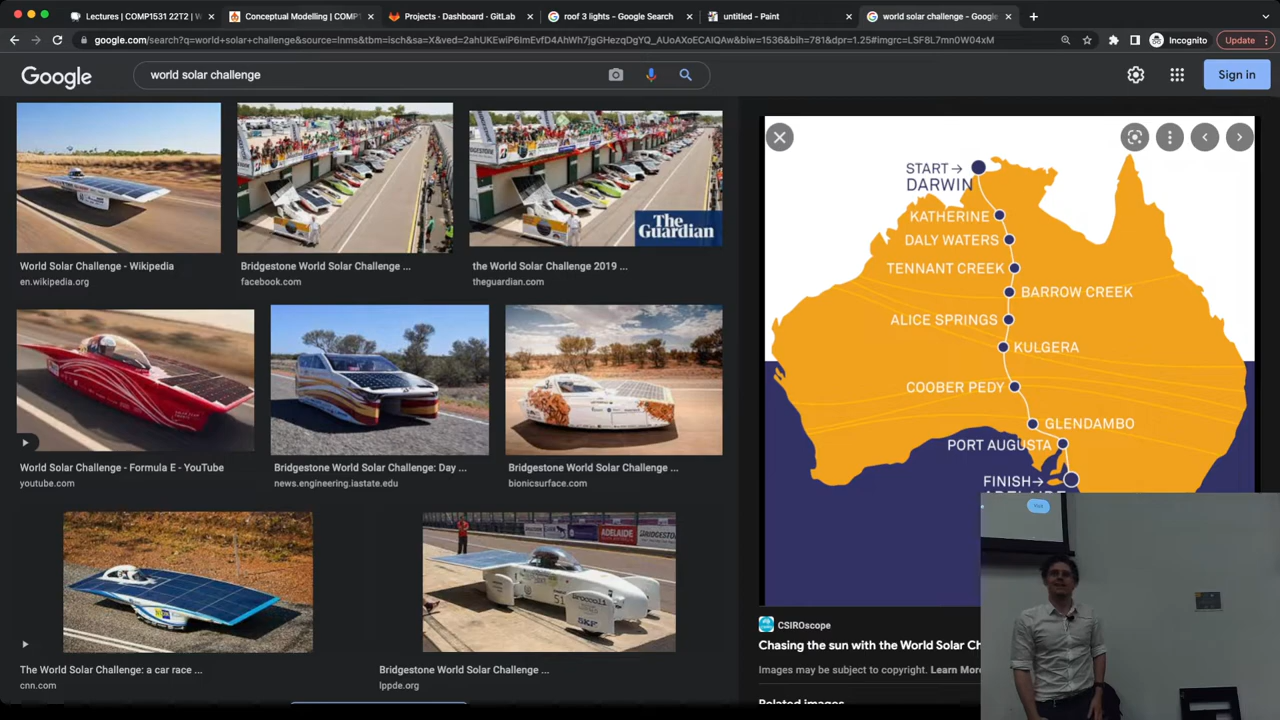 Lectures | COMP1531 22T2 | W
Conceptual Modelling | COMP1
Projects · Dashboard · GitLab
roof 3 lights - Google Search
untitled - Paint
world solar challenge - Google
google.com/search?q=world+solar+challenge&source=lnms&tbm=isch&sa=X&ved=2ahUKEwiP6ImEvfD4AhWh7jgGHezqDgYQ_AUoAXoECAIQAw&biw=1536&bih=781&dpr=1.25#imgrc=LSF8L7mn0W04xM
Incognito
Update
Google
world solar challenge
Sign in
The Guardian
World Solar Challenge - Wikipedia
en.wikipedia.org
Bridgestone World Solar Challenge ...
facebook.com
the World Solar Challenge 2019 ...
theguardian.com
World Solar Challenge - Formula E - YouTube
youtube.com
Bridgestone World Solar Challenge: Day ...
news.engineering.iastate.edu
Bridgestone World Solar Challenge ...
bionicsurface.com
ADELAIDE
The World Solar Challenge: a car race ...
cnn.com
Bridgestone World Solar Challenge ...
lppde.org
START→
DARWIN
KATHERINE
DALY WATERS
TENNANT CREEK
BARROW CREEK
ALICE SPRINGS
KULGERA
COOBER PEDY
GLENDAMBO
PORT AUGUSTA
FINISH→
ADELAIDE
CSIROscope
Chasing the sun with the World Solar Ch
Images may be subject to copyright. Learn More
Related images